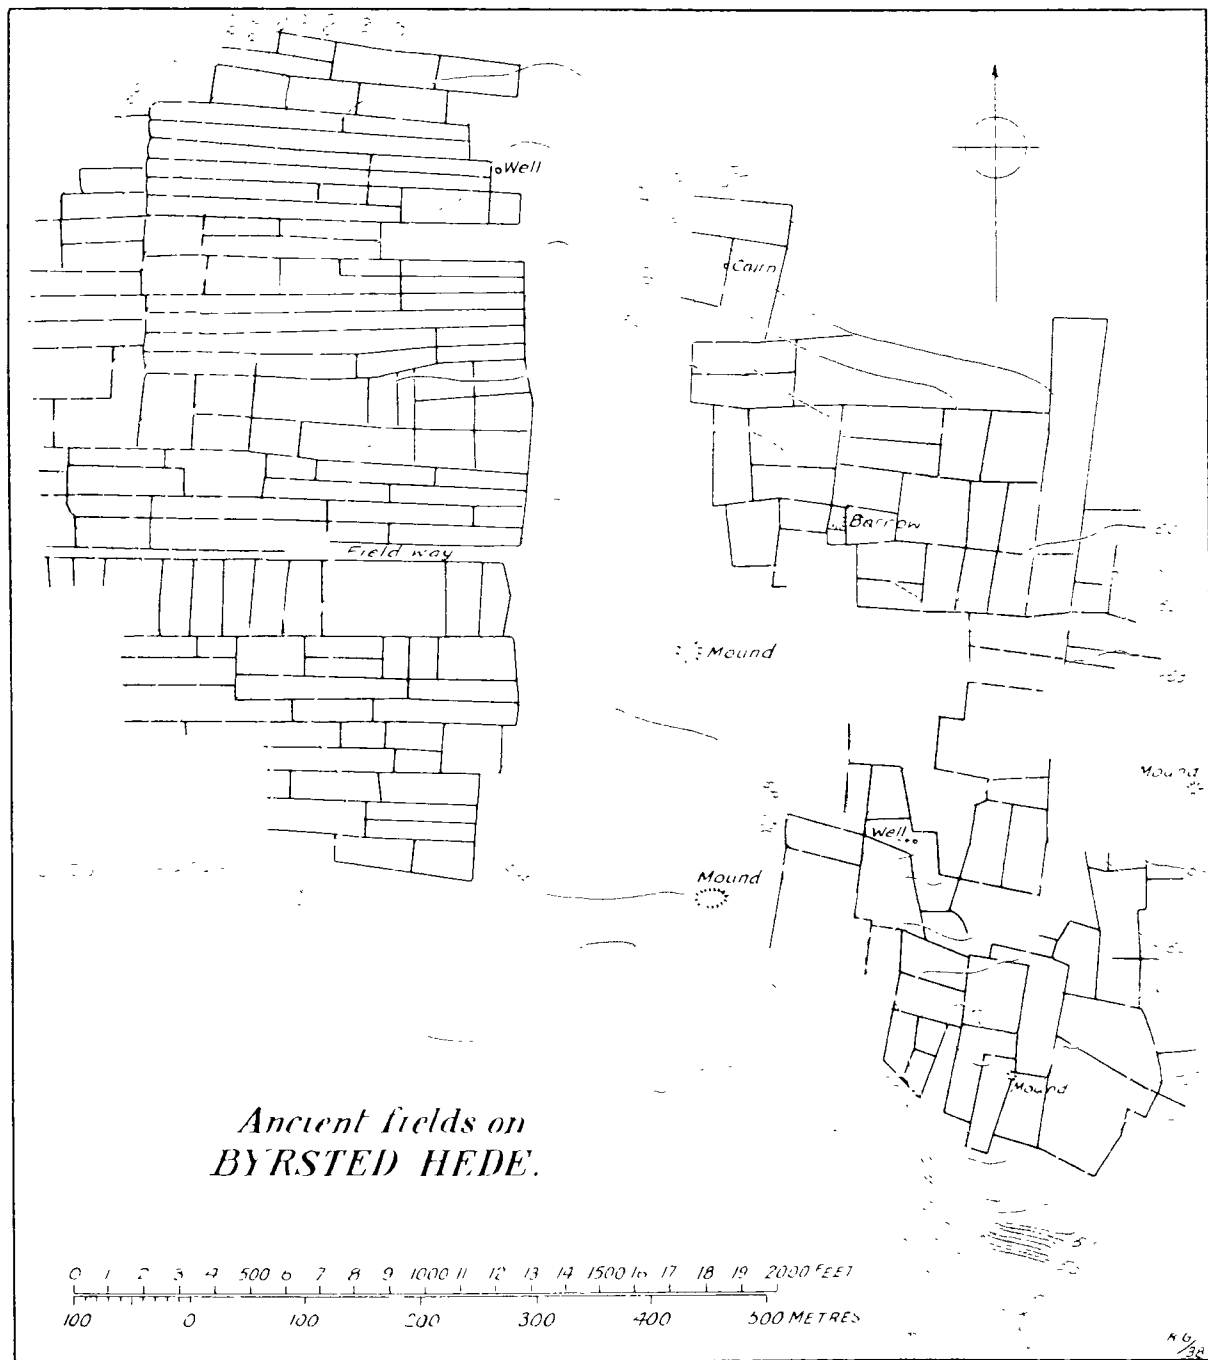 Well
Cairn
Barrow
Field way
Mound
Mound
Well
Mound
Mound
Ancient fields on
BYRSTED HEDE.
0 1 2 3 4 500 6 7 8 9 1000 11 12 13 14 1500 16 17 18 19 2000 FEET
100 0 100 200 300 400 500 METRES